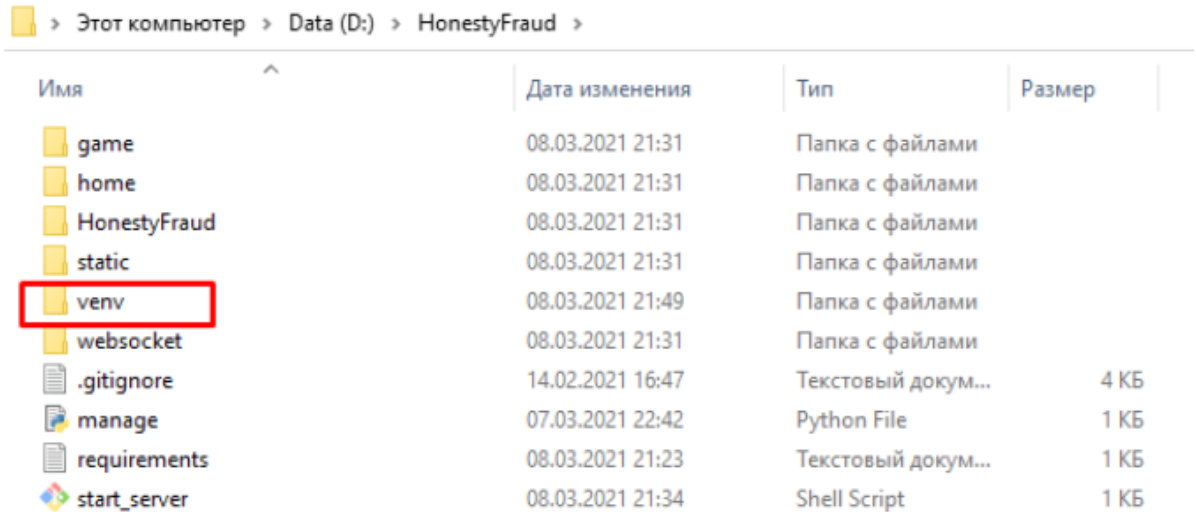 Этот компьютер > Data (D:) > HonestyFraud >
Имя Дата изменения Тип Размер
game 08.03.2021 21:31 Папка с файлами
home 08.03.2021 21:31 Папка с файлами
HonestyFraud 08.03.2021 21:31 Папка с файлами
static 08.03.2021 21:31 Папка с файлами
venv 08.03.2021 21:49 Папка с файлами
websocket 08.03.2021 21:31 Папка с файлами
.gitignore 14.02.2021 16:47 Текстовый докум... 4 КБ
manage 07.03.2021 22:42 Python File 1 КБ
requirements 08.03.2021 21:23 Текстовый докум... 1 КБ
start_server 08.03.2021 21:34 Shell Script 1 КБ